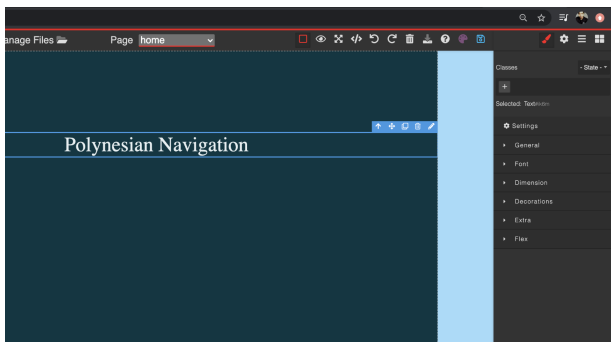 anage Files Page home
Classes - State -
+
Selected: Text
Polynesian Navigation
Settings
General
Font
Dimension
Decorations
Extra
Flex